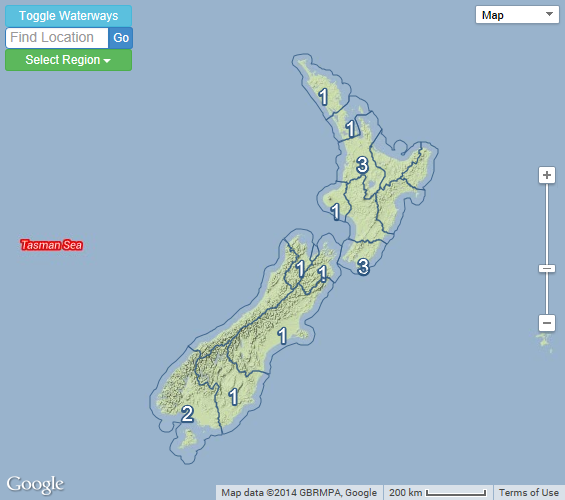 Toggle Waterways
Map
Find Location
Go
Select Region
1
1
3
1
Tasman Sea
3
1
1
1
1
2
Google
Map data ©2014 GBRMPA, Google
200 km
Terms of Use